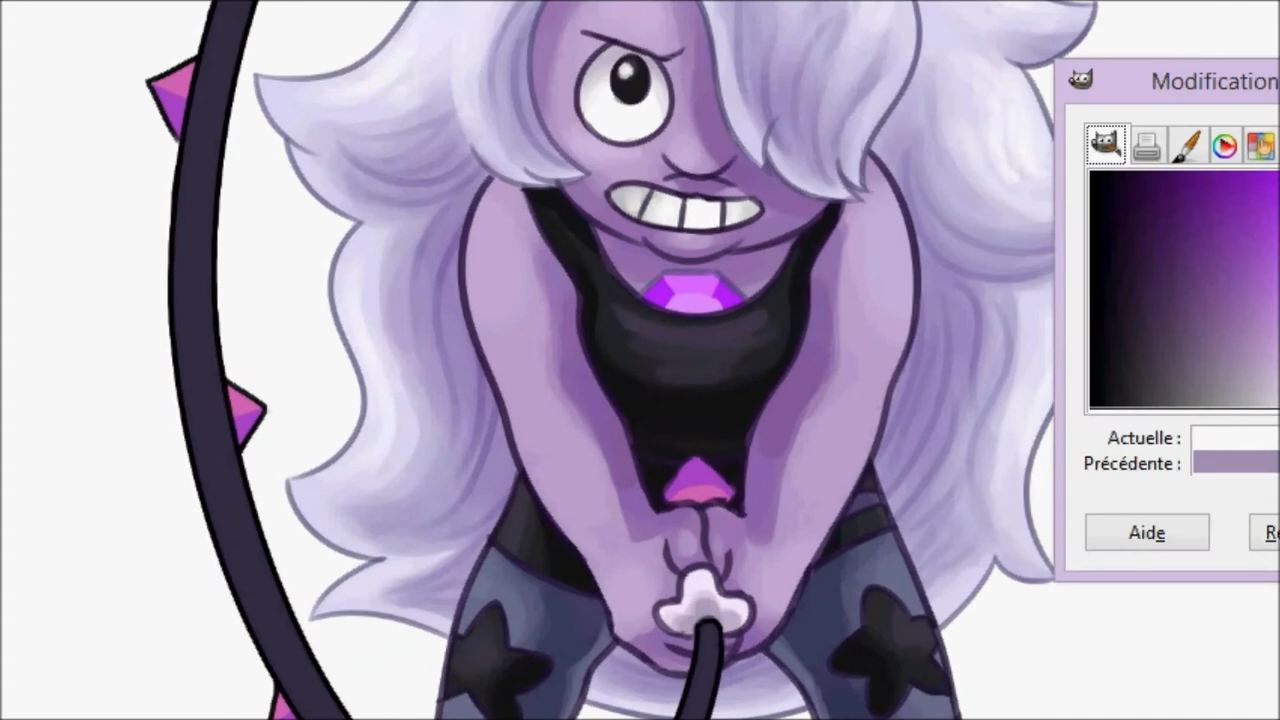 Modification
Actuelle :
Précédente :
Aide